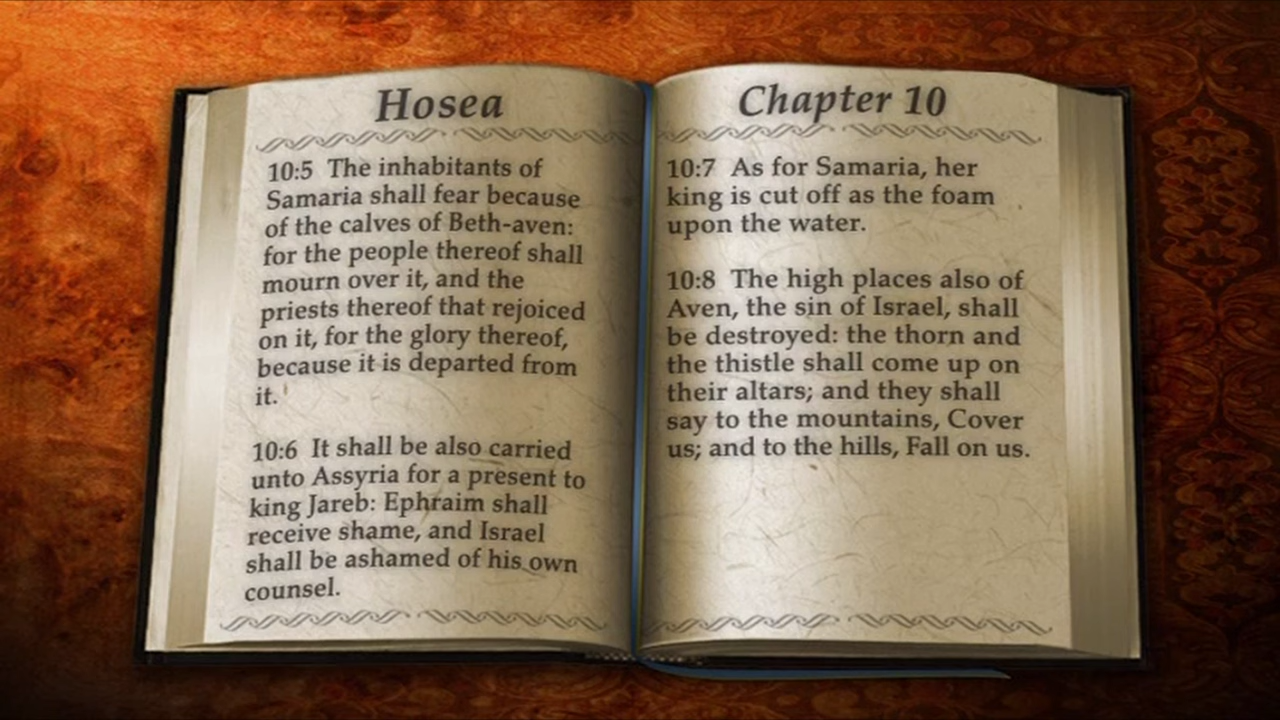 Hosea
10:5 The inhabitants of
Samaria shall fear because
of the calves of Beth-aven:
for the people thereof shall
mourn over it, and the
priests thereof that rejoiced
on it, for the glory thereof,
because it is departed from
it.
10:6 It shall be also carried
unto Assyria for a present to
king Jareb: Ephraim shall
receive shame, and Israel
shall be ashamed of his own
counsel.
Chapter 10
10:7 As for Samaria, her
king is cut off as the foam
upon the water.
10:8 The high places also of
Aven, the sin of Israel, shall
be destroyed: the thorn and
the thistle shall come up on
their altars; and they shall
say to the mountains, Cover
us; and to the hills, Fall on us.